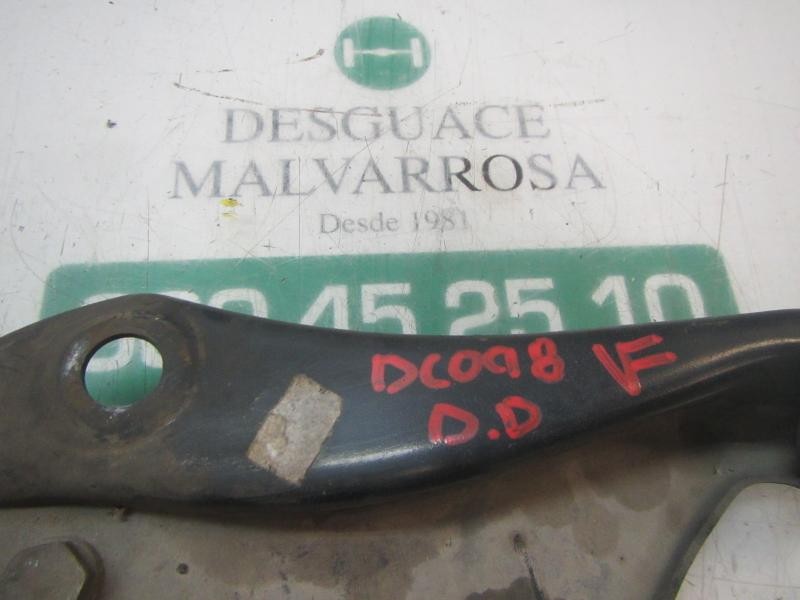 DESGUACE
MALVARROSA
Desde 1981
45 25 10
DC098 VF
D.D